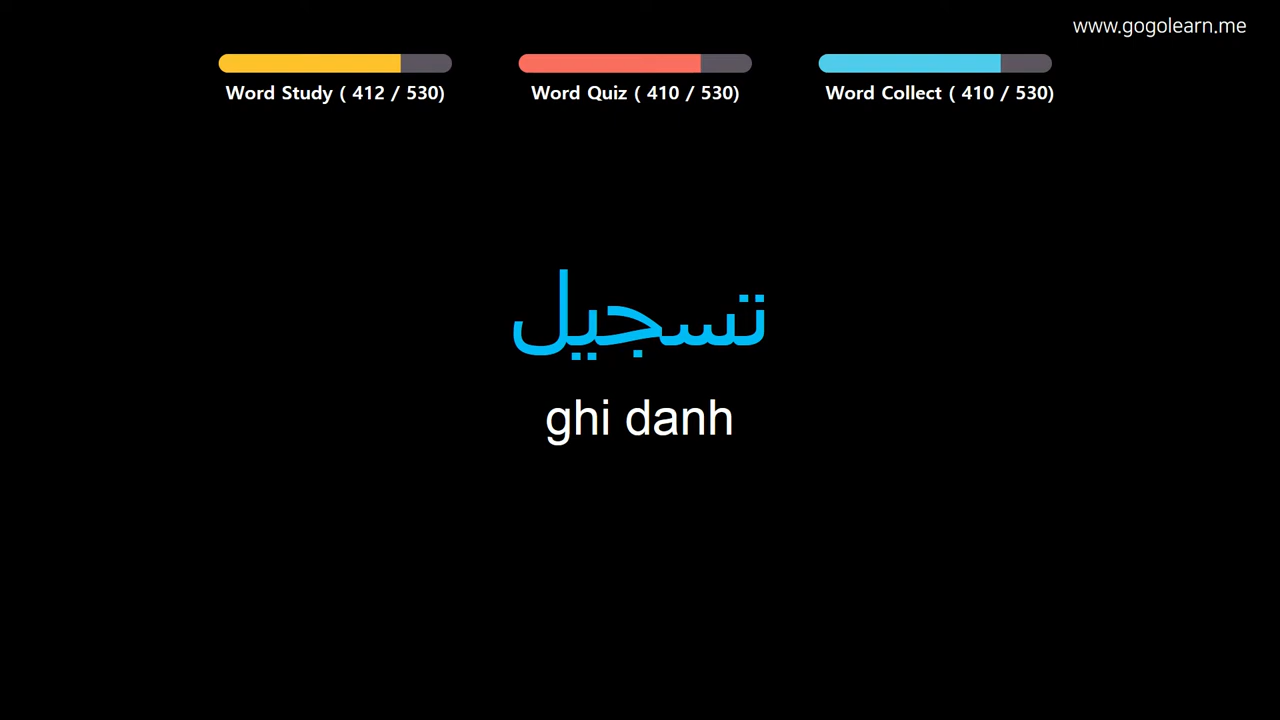 www.gogolearn.me
Word Study ( 412 / 530)
Word Quiz ( 410 / 530)
Word Collect ( 410 / 530)
تسجيل
ghi danh